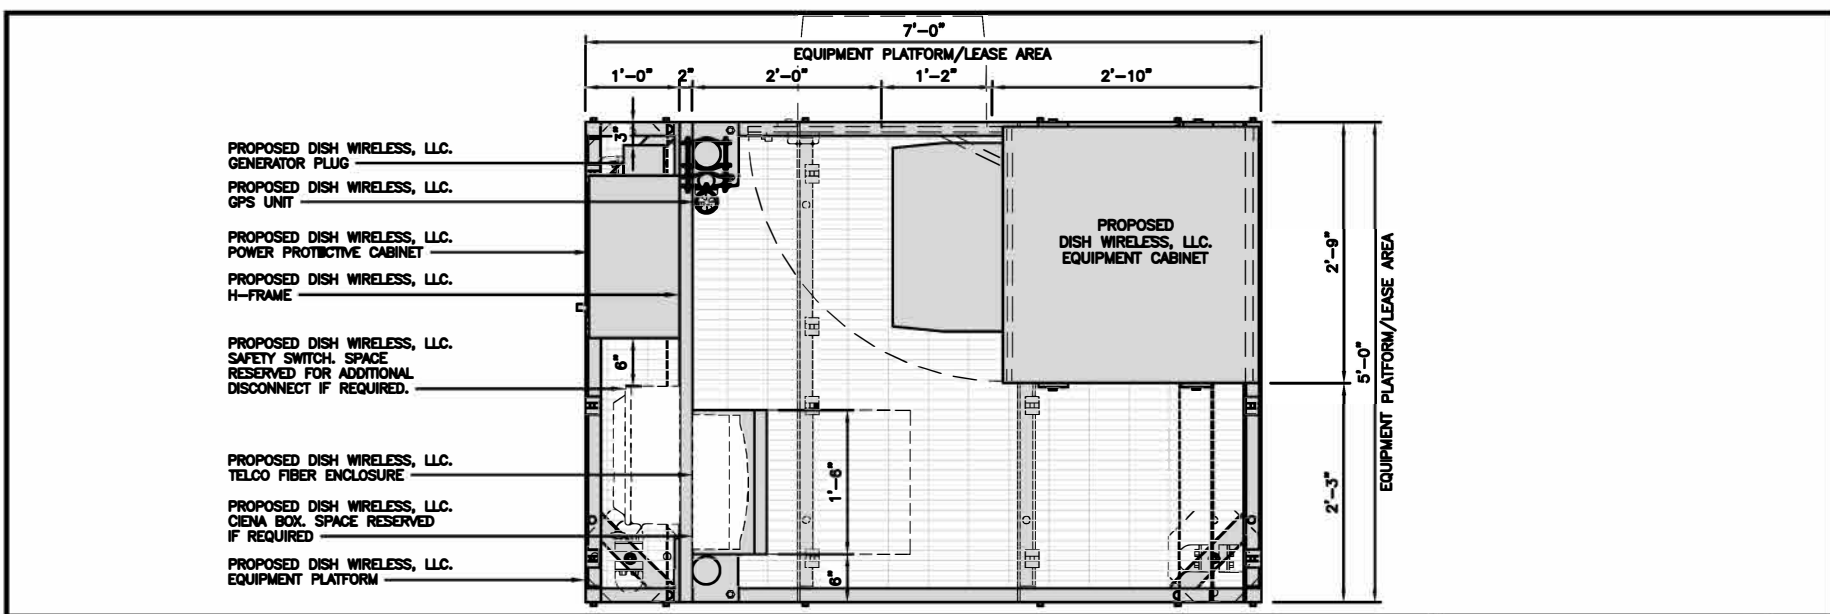 7'-0"
EQUIPMENT PLATFORM/LEASE AREA
1'-0" 2" 2'-0" 1'-2" 2'-10"
3"
PROPOSED DISH WIRELESS, LLC.
GENERATOR PLUG
PROPOSED DISH WIRELESS, LLC.
GPS UNIT
PROPOSED DISH WIRELESS, LLC.
POWER PROTECTIVE CABINET
PROPOSED DISH WIRELESS, LLC.
H-FRAME
PROPOSED DISH WIRELESS, LLC.
SAFETY SWITCH. SPACE
RESERVED FOR ADDITIONAL
DISCONNECT IF REQUIRED.
PROPOSED DISH WIRELESS, LLC.
TELCO FIBER ENCLOSURE
PROPOSED DISH WIRELESS, LLC.
CIENA BOX. SPACE RESERVED
IF REQUIRED
PROPOSED DISH WIRELESS, LLC.
EQUIPMENT PLATFORM
6"
1'-6"
6"
PROPOSED
DISH WIRELESS, LLC.
EQUIPMENT CABINET
2'-9"
2'-3"
5'-0"
EQUIPMENT PLATFORM/LEASE AREA